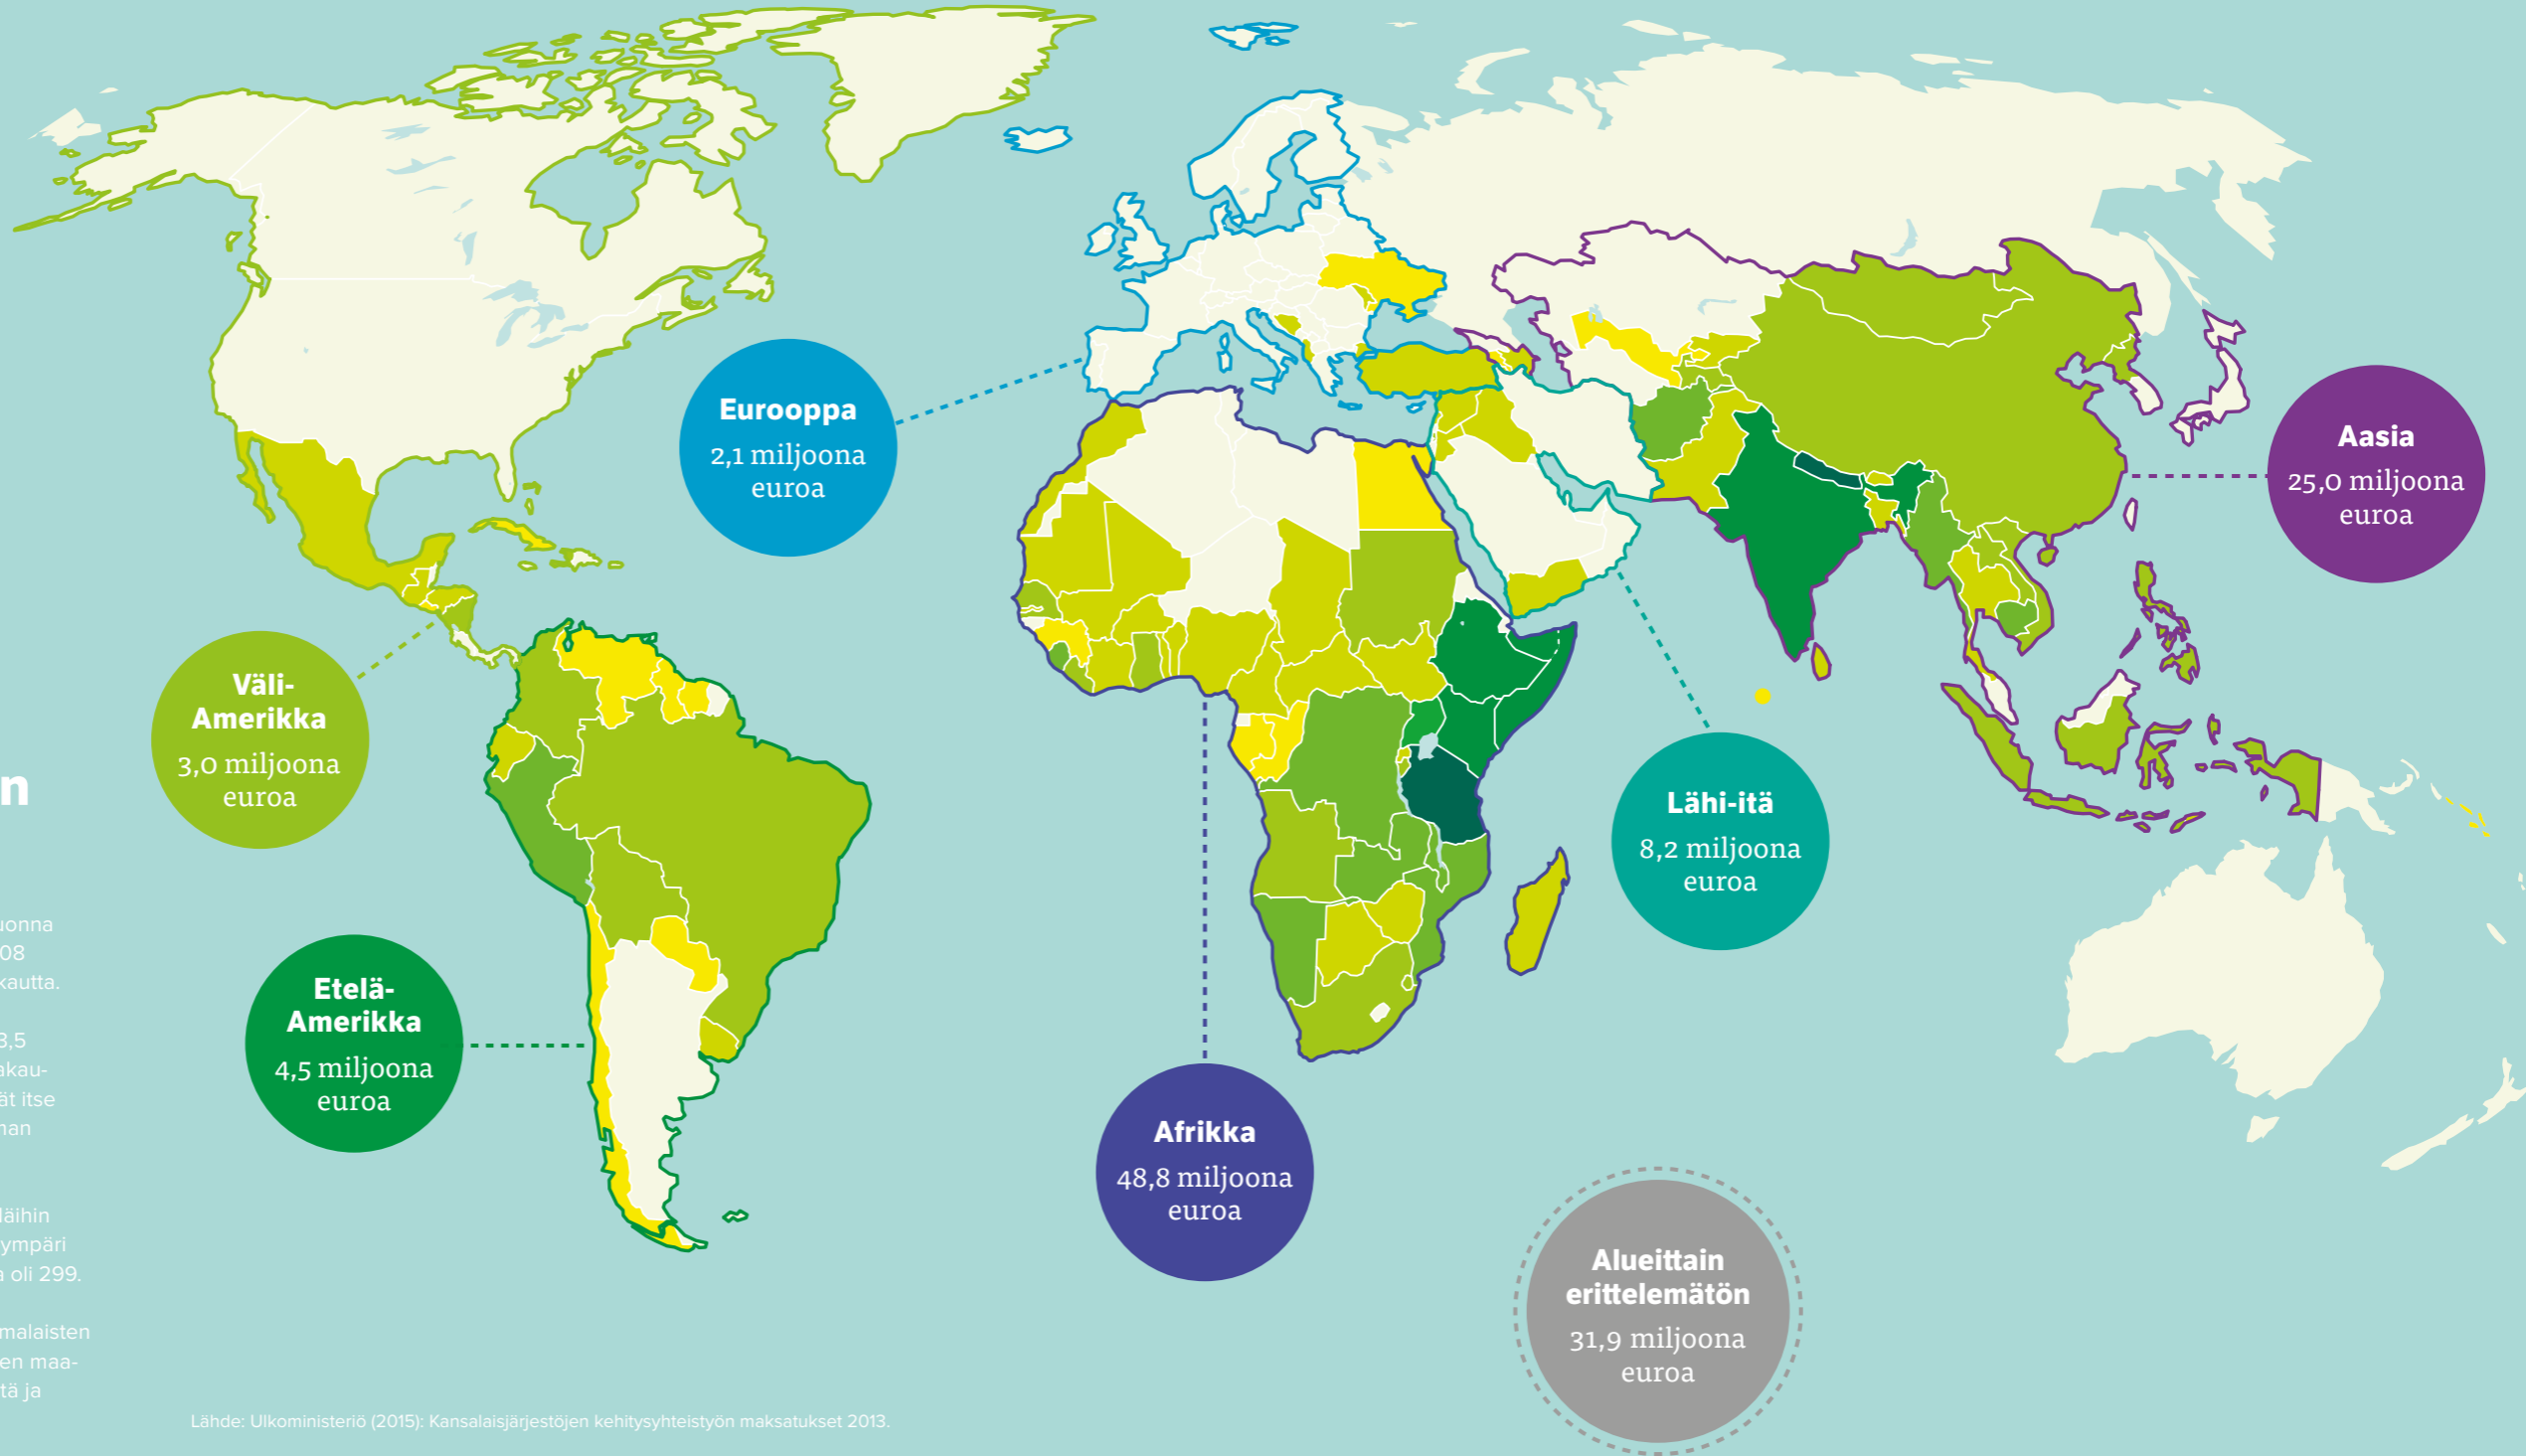 n
uonna
08
kautta.
3,5
akau-
ät itse
nan
läihin
ympäri
a oli 299.
malaisten
en maa-
tä ja
Eurooppa
2,1 miljoona
euroa
Aasia
25,0 miljoona
euroa
Väli-
Amerikka
3,0 miljoona
euroa
Lähi-itä
8,2 miljoona
euroa
Etelä-
Amerikka
4,5 miljoona
euroa
Afrikka
48,8 miljoona
euroa
Alueittain
erittelemätön
31,9 miljoona
euroa
Lähde: Ulkoministeriö (2015): Kansalaisjärjestöjen kehitysyhteistyön maksatukset 2013.